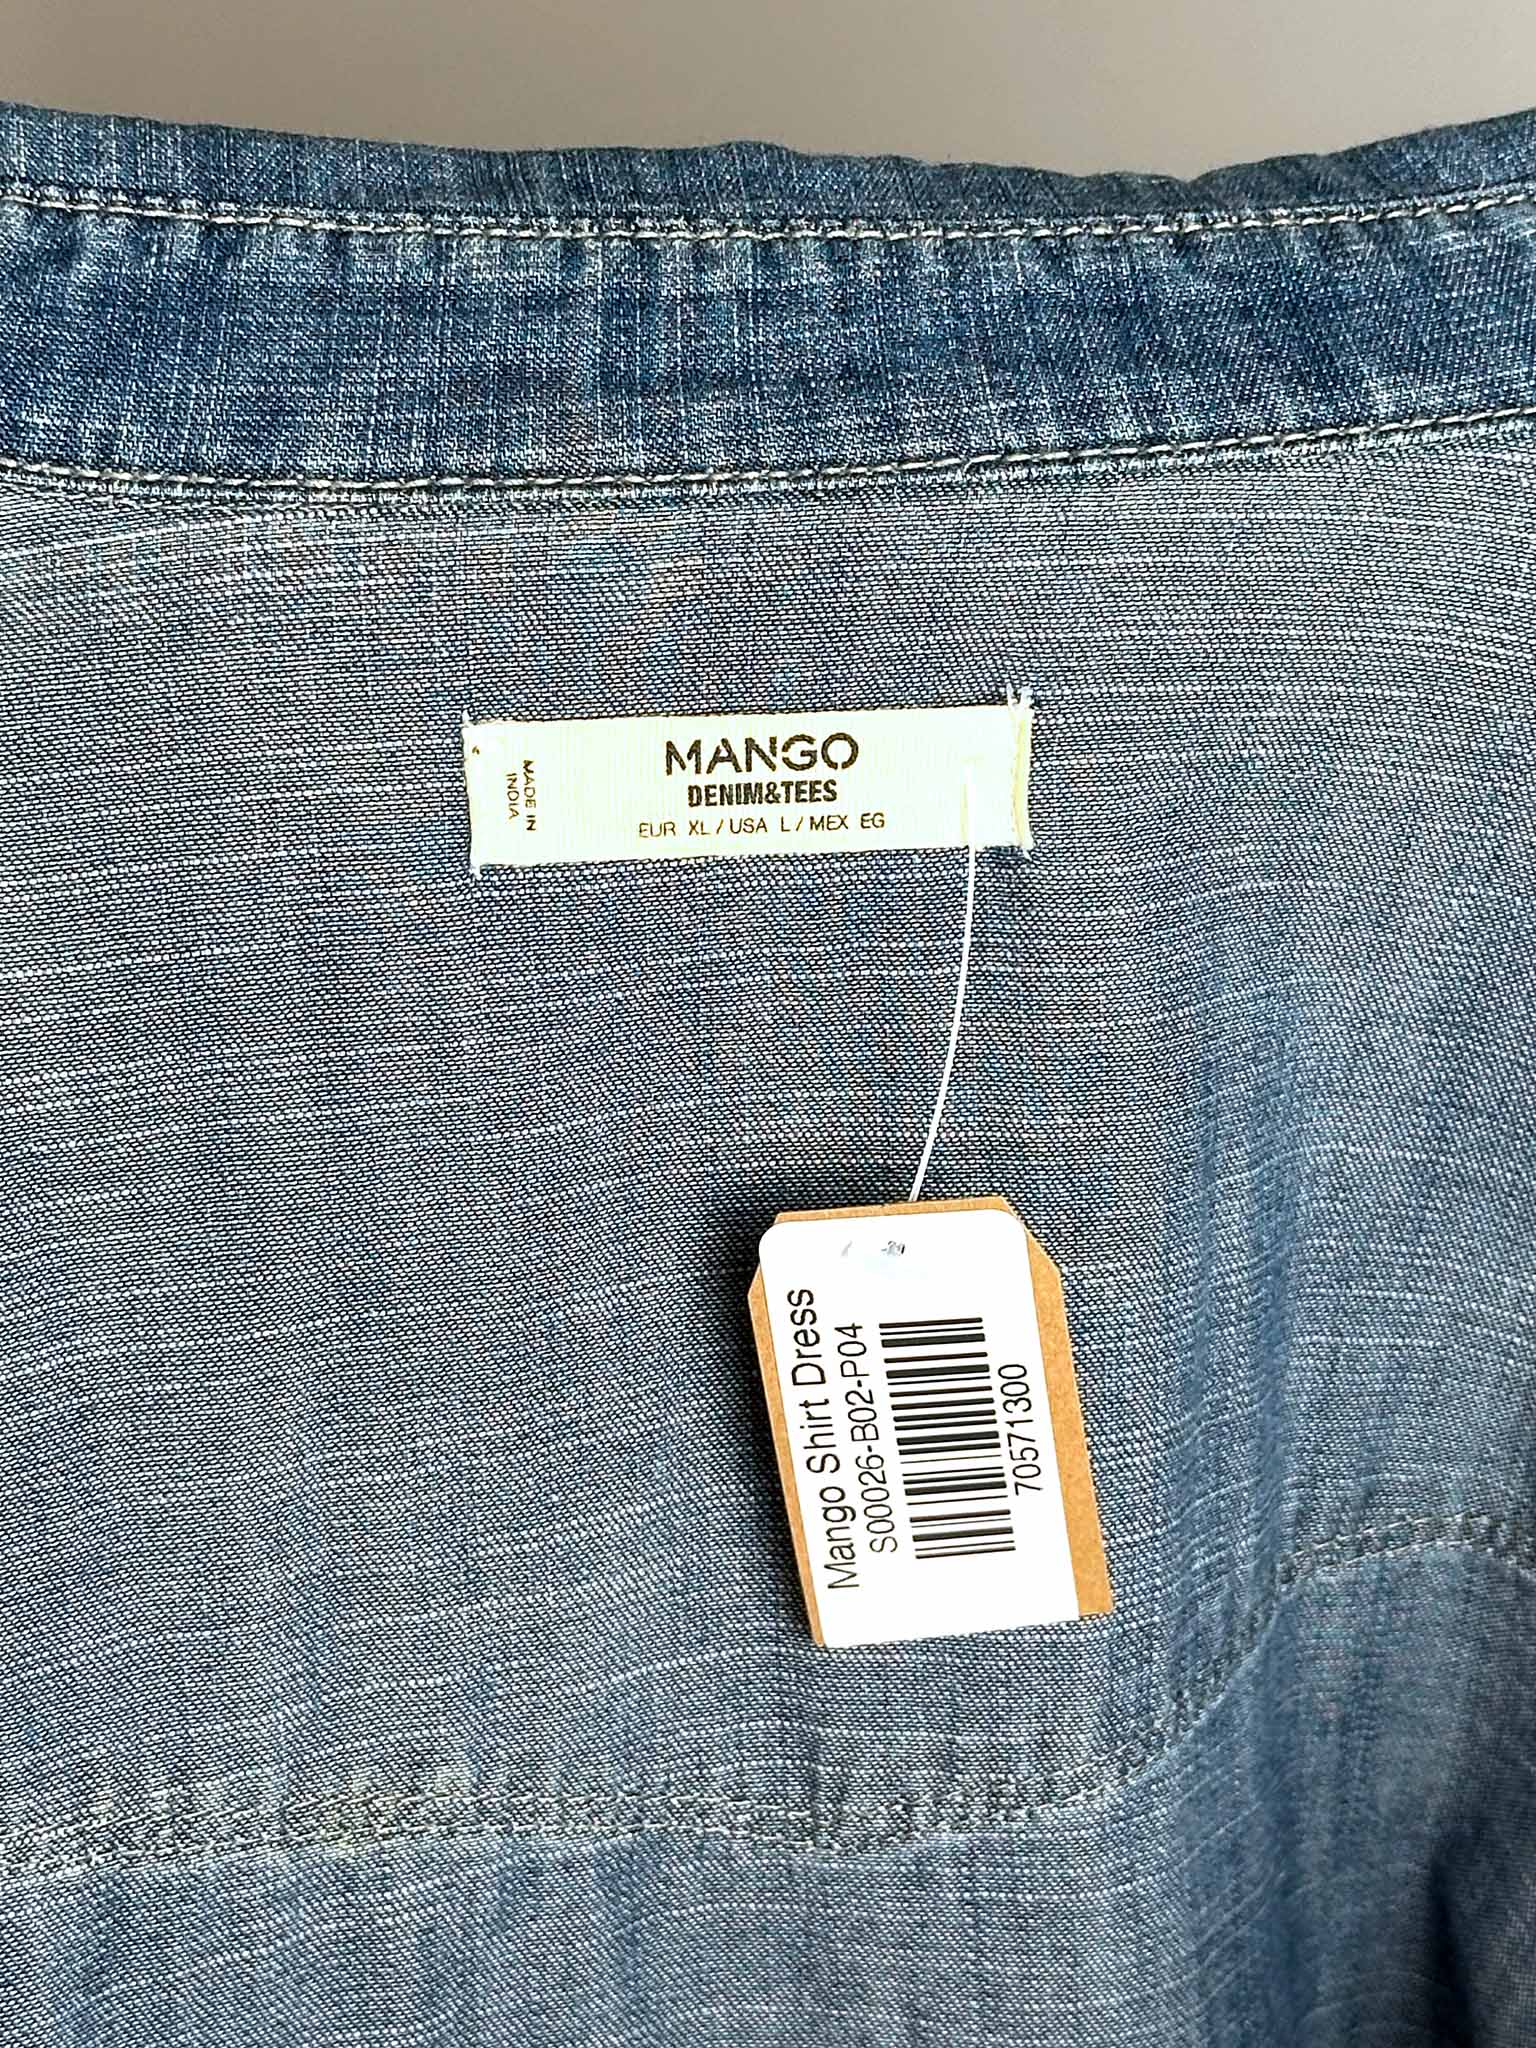 MANGO
DENIM&TEES
EUR XL / USA L / MEX EG
MADE IN
INDIA
Mango Shirt Dress
S00026-B02-P04
70571300